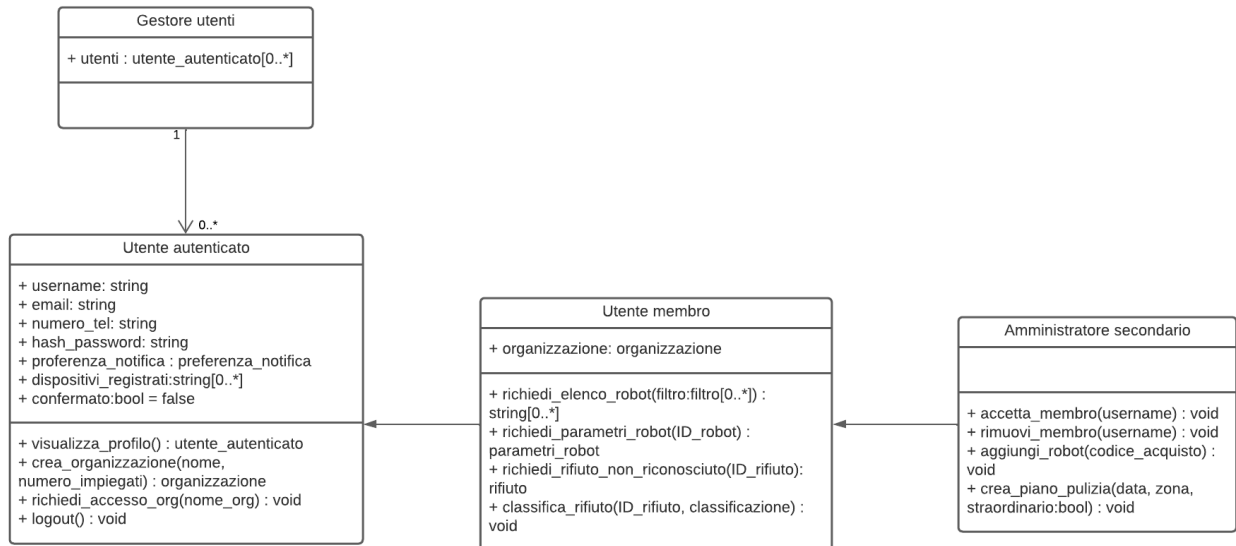 Gestore utenti
+ utenti : utente_autenticato[0..*]
1
0..*
Utente autenticato
+ username: string
+ email: string
+ numero_tel: string
+ hash_password: string
+ proferenza_notifica : preferenza_notifica
+ dispositivi_registrati:string[0..*]
+ confermato:bool = false
+ visualizza_profilo() : utente_autenticato
+ crea_organizzazione(nome,
numero_impiegati) : organizzazione
+ richiedi_accesso_org(nome_org) : void
+ logout() : void
Utente membro
+ organizzazione: organizzazione
+ richiedi_elenco_robot(filtro:filtro[0..*]) :
string[0..*]
+ richiedi_parametri_robot(ID_robot) :
parametri_robot
+ richiedi_rifiuto_non_riconosciuto(ID_rifiuto):
rifiuto
+ classifica_rifiuto(ID_rifiuto, classificazione) :
void
Amministratore secondario
+ accetta_membro(username) : void
+ rimuovi_membro(username) : void
+ aggiungi_robot(codice_acquisto) :
void
+ crea_piano_pulizia(data, zona,
straordinario:bool) : void